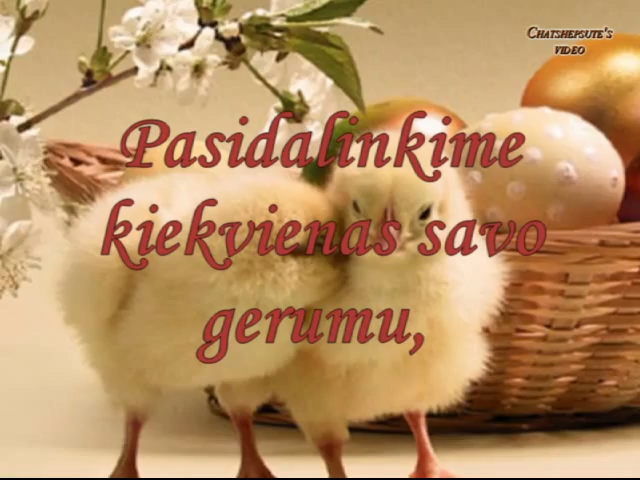 Chatshepsute's
video
Pasidalinkime
kiekvienas savo
gerumu,